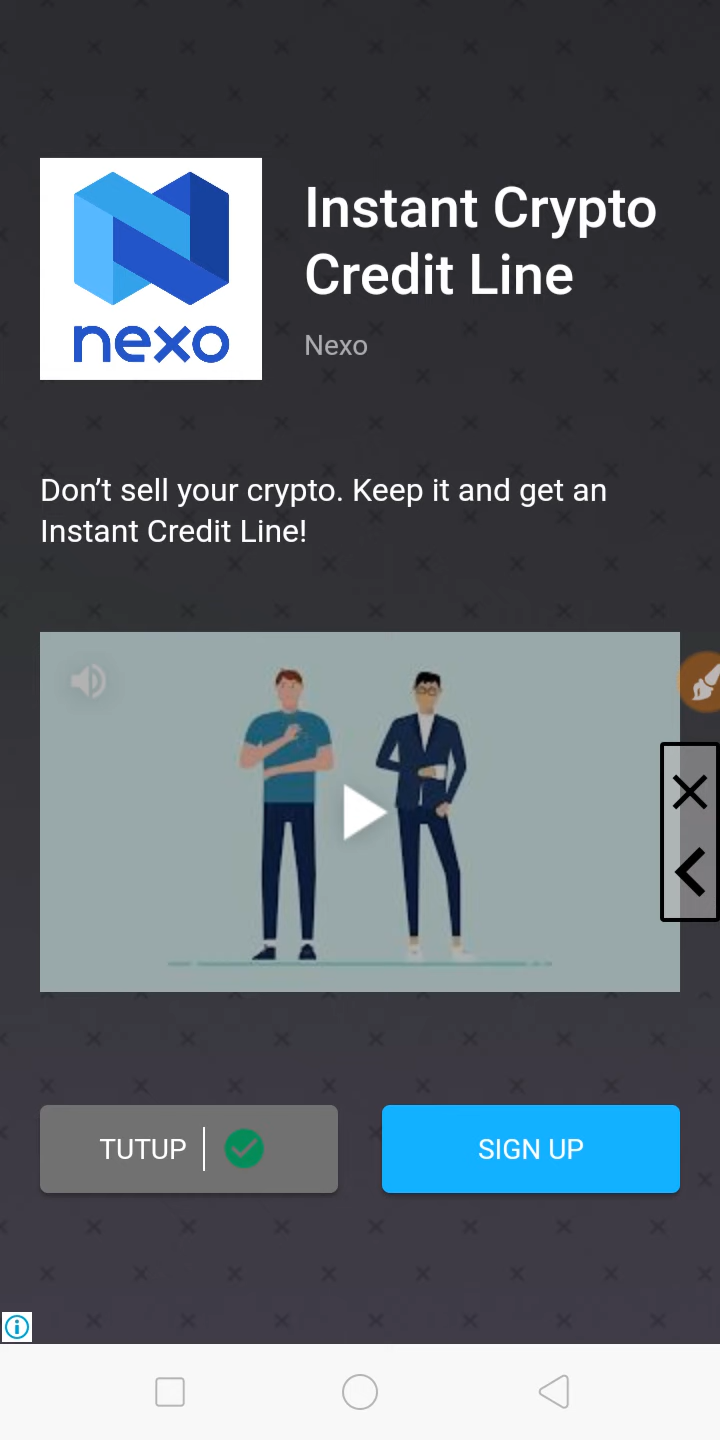 nexo
Instant Crypto
Credit Line
Nexo
Don’t sell your crypto. Keep it and get an
Instant Credit Line!
TUTUP
SIGN UP